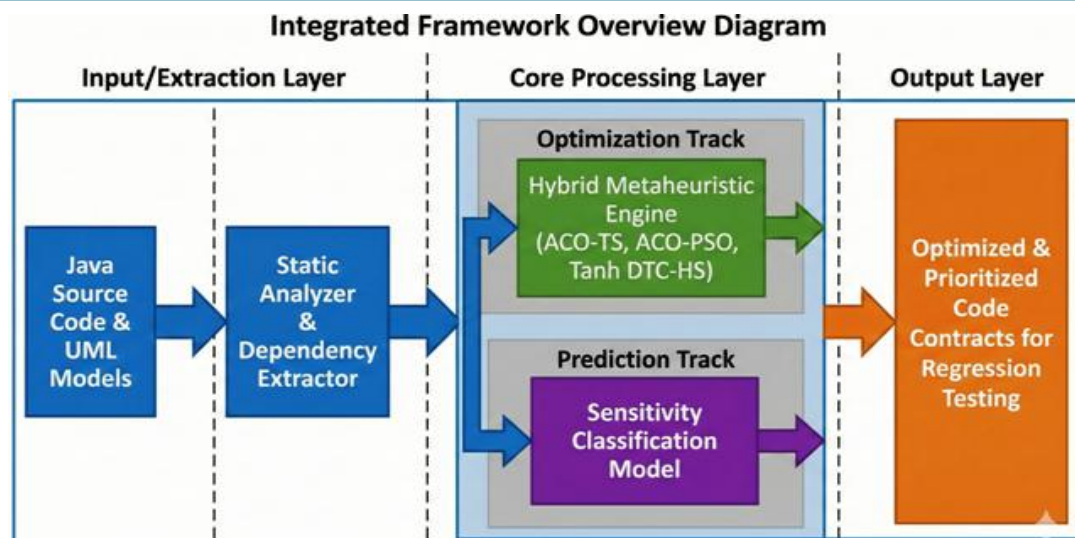 Integrated Framework Overview Diagram
Input/Extraction Layer
Core Processing Layer
Output Layer
Java
Source
Code &
UML
Models
Static
Analyzer
&
Dependency
Extractor
Optimization Track
Hybrid Metaheuristic
Engine
(ACO-TS, ACO-PSO,
Tanh DTC-HS)
Prediction Track
Sensitivity
Classification
Model
Optimized &
Prioritized
Code
Contracts for
Regression
Testing